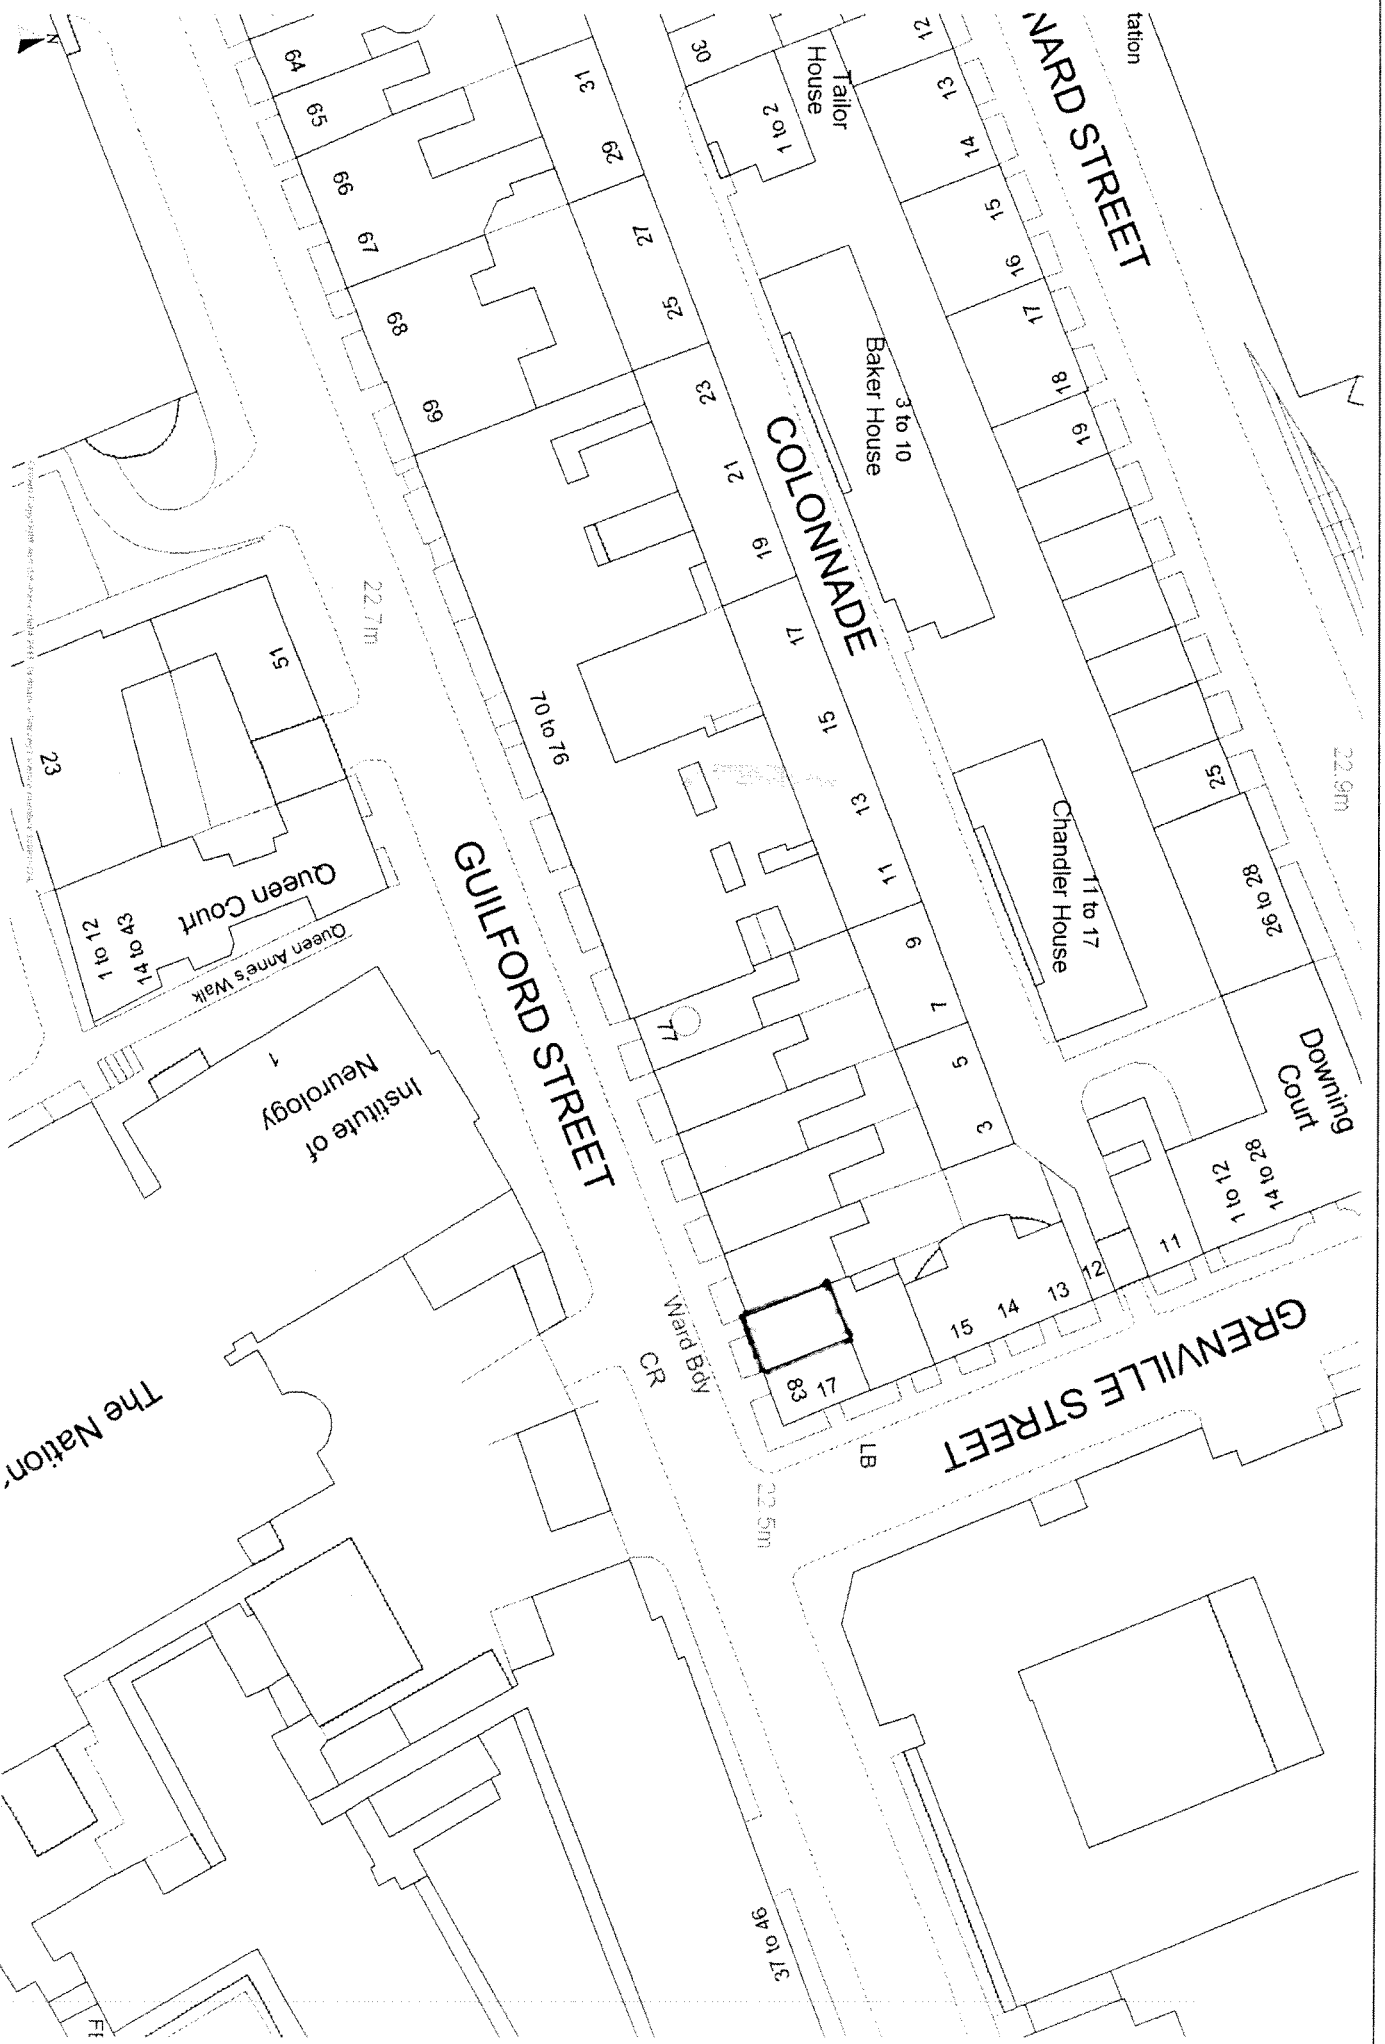 N
64
65
66
67
68
69
70 to 76
77
83
17
31
29
27
25
23
21
19
17
15
13
11
9
7
5
3
30
1 to 2
Tailor
House
12
13
14
15
16
17
18
19
25
26 to 28
NARD STREET
tation
3 to 10
Baker House
COLONNADE
11 to 17
Chandler House
22.9m
Downing
Court
1 to 12
14 to 28
11
12
13
14
15
GRENVILLE STREET
LB
22.5m
Ward Bdy
CR
GUILFORD STREET
22.7m
51
23
Queen Court
1 to 12
14 to 43
Queen Anne's Walk
1
Institute of
Neurology
The Nation
37 to 46